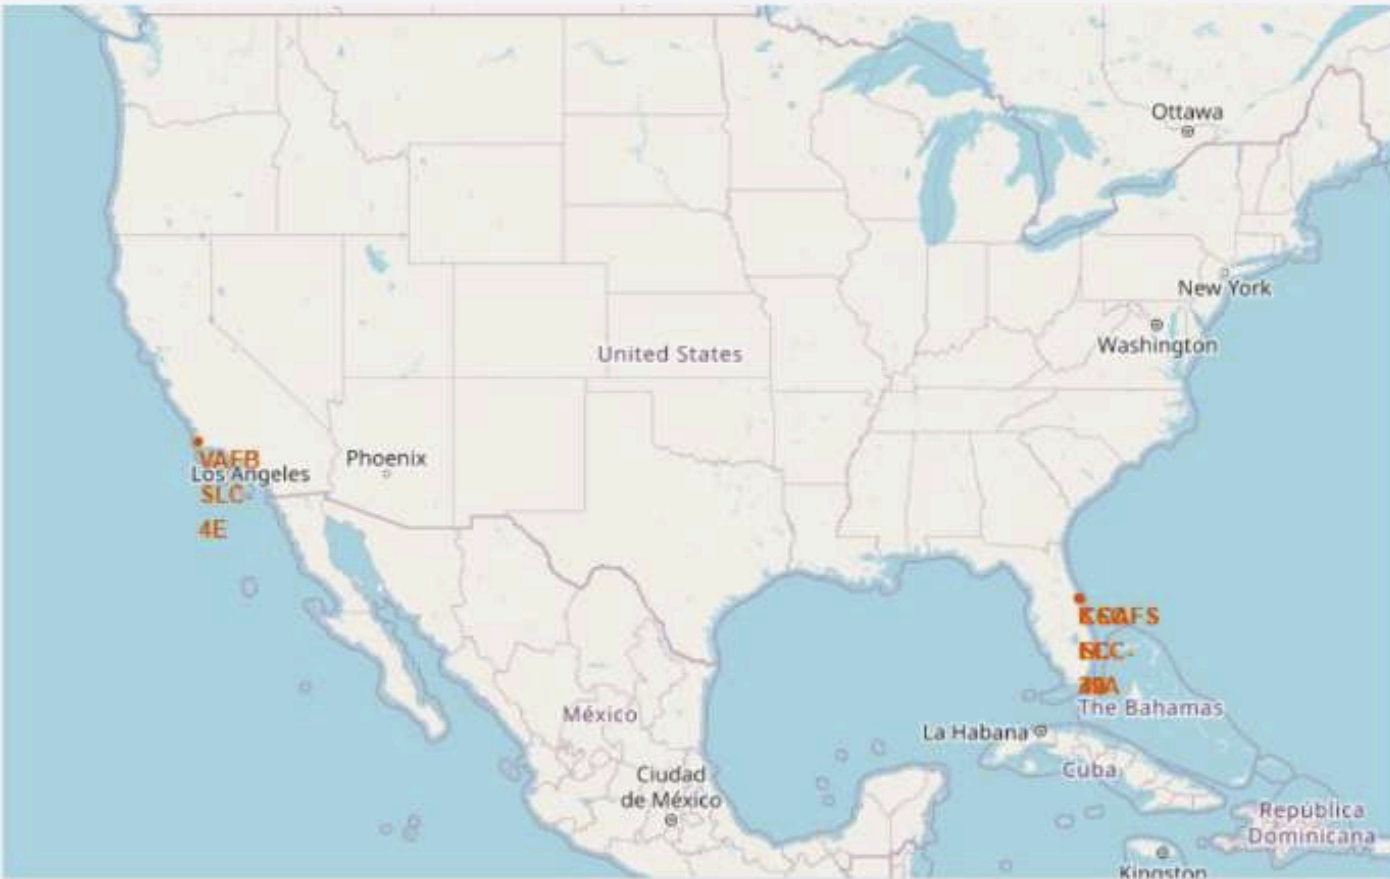 Ottawa
New York
Washington
United States
Phoenix
VAFB
Los Angeles
SLC-
4E
The Bahamas
México
La Habana
Cuba
Ciudad
de México
República
Dominicana
Kingston